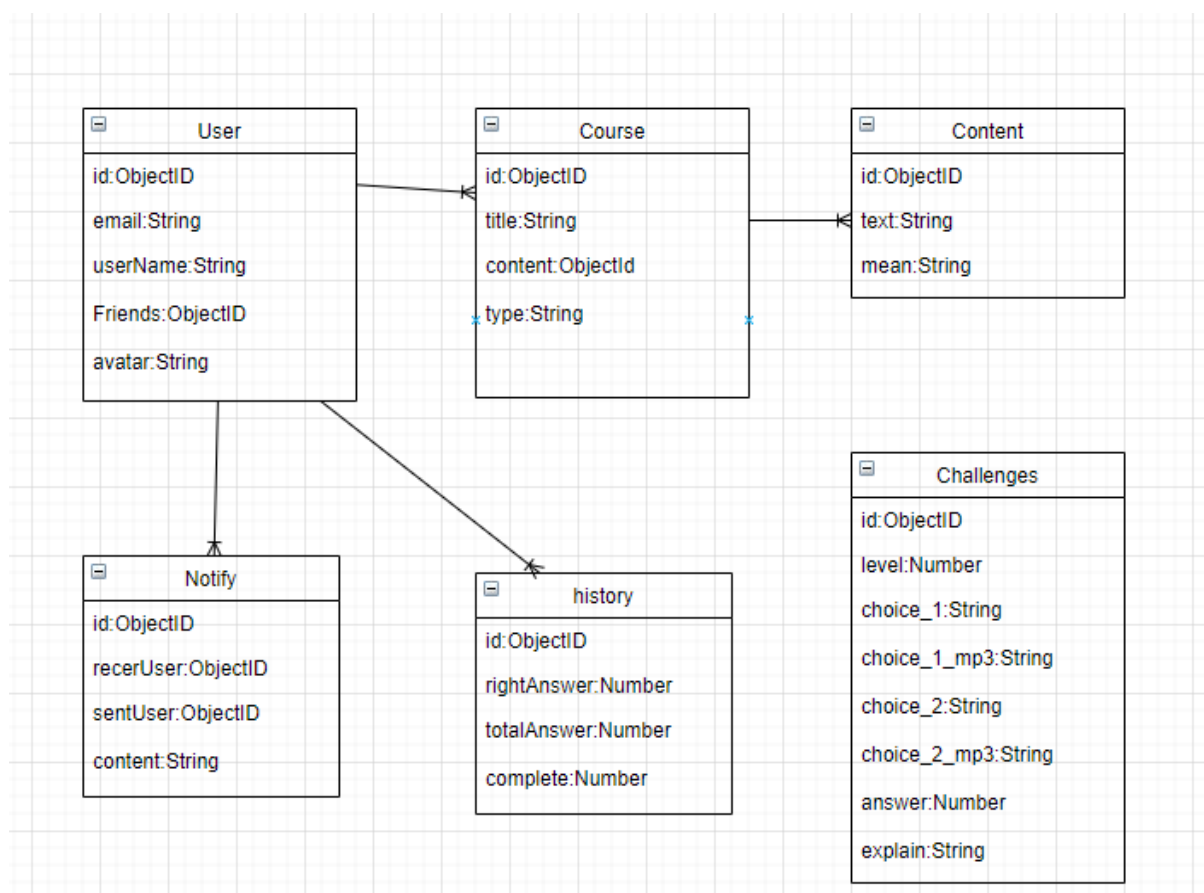 User
id:ObjectID
email:String
userName:String
Friends:ObjectID
avatar:String
Course
id:ObjectID
title:String
content:ObjectId
type:String
Content
id:ObjectID
text:String
mean:String
Notify
id:ObjectID
recerUser:ObjectID
sentUser:ObjectID
content:String
history
id:ObjectID
rightAnswer:Number
totalAnswer:Number
complete:Number
Challenges
id:ObjectID
level:Number
choice_1:String
choice_1_mp3:String
choice_2:String
choice_2_mp3:String
answer:Number
explain:String